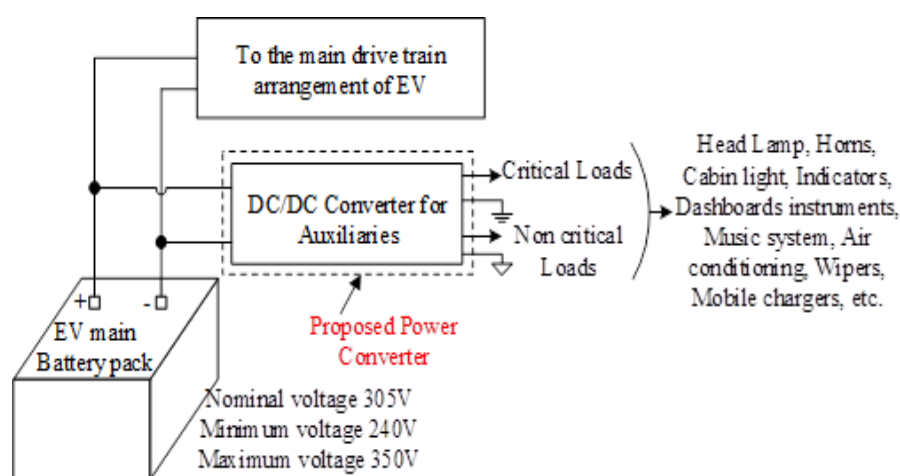 To the main drive train
arrangement of EV
DC/DC Converter for
Auxiliaries
Critical Loads
Non critical
Loads
Head Lamp, Horns,
Cabin light, Indicators,
Dashboards instruments,
Music system, Air
conditioning, Wipers,
Mobile chargers, etc.
Proposed Power
Converter
+ -
EV main
Battery pack
Nominal voltage 305V
Minimum voltage 240V
Maximum voltage 350V